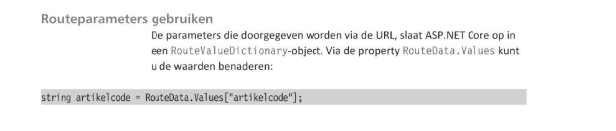 Routeparameters gebruiken
De parameters die doorgegeven worden via de URL, slaat ASP.NET Core op in
een RouteValueDictionary-object. Via de property RouteData.Values kunt
u de waarden benaderen:
string artikelcode = RouteData.Values["artikelcode"];